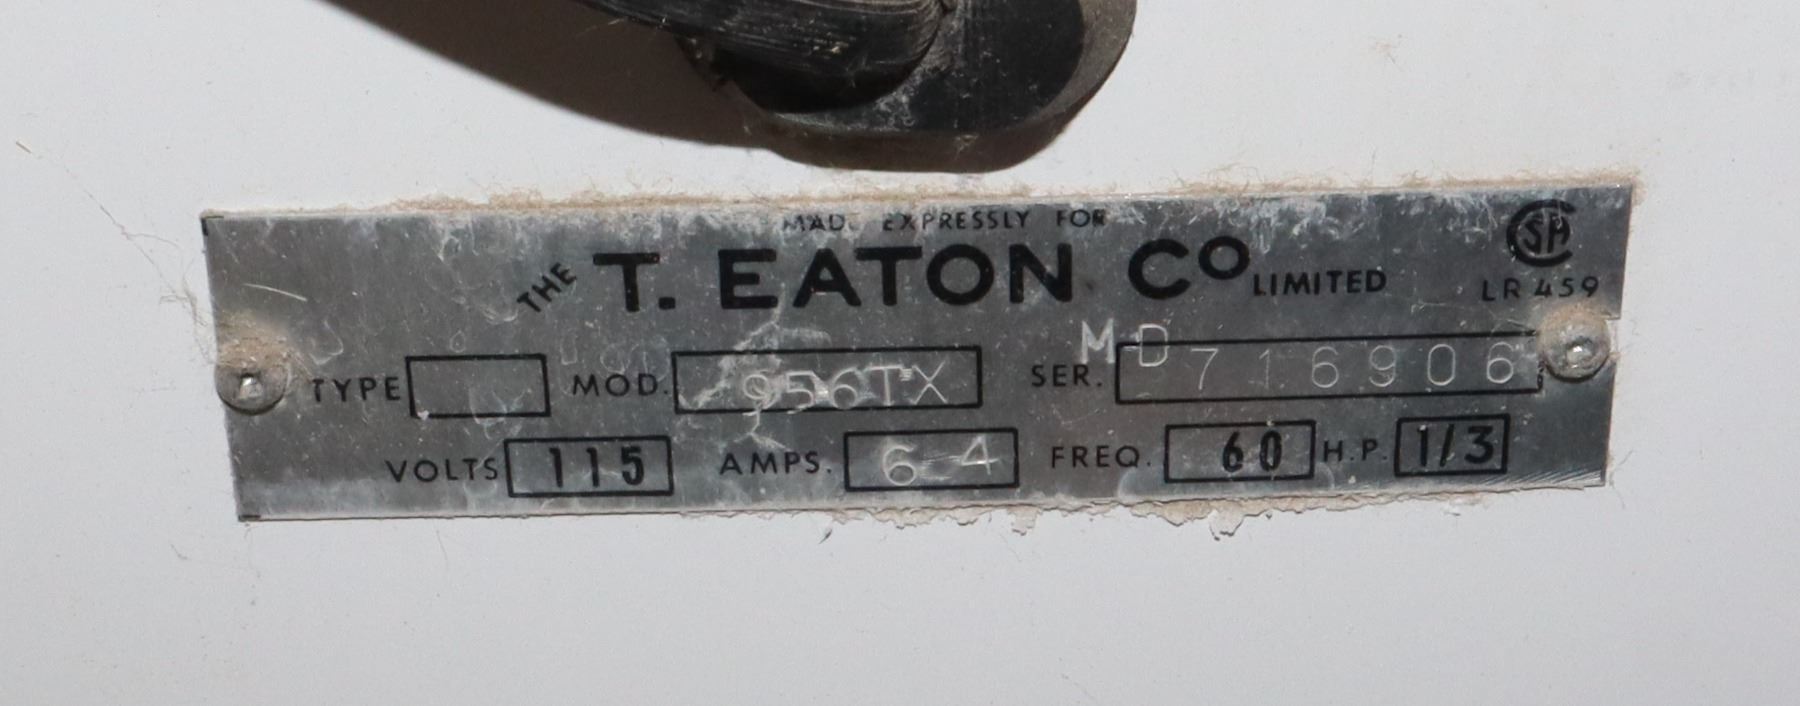 MADE EXPRESSLY FOR
THE T. EATON CO LIMITED
CSA
LR 459
TYPE MOD. 956TX SER. MD 716906
VOLTS 115 AMPS. 6 4 FREQ. 60 H.P. 1/3